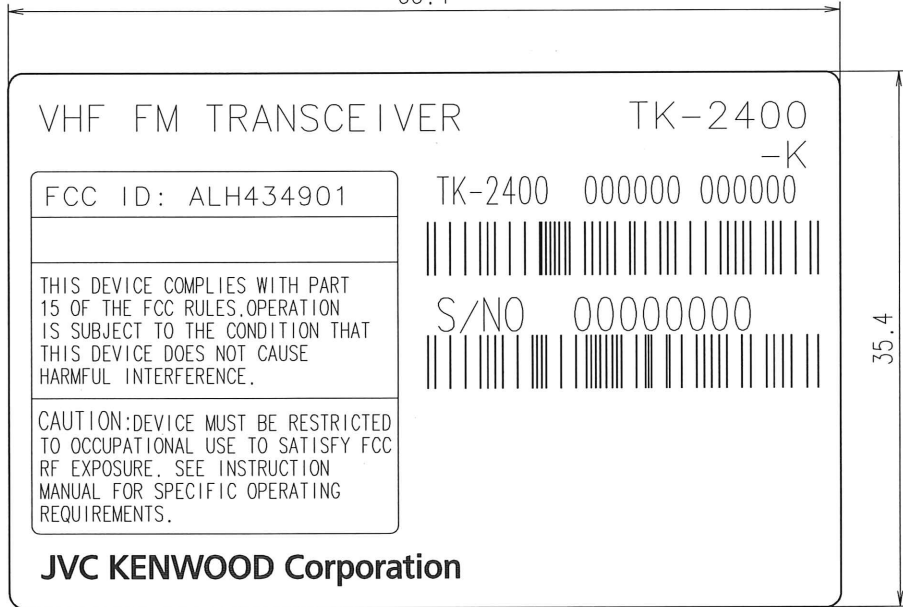 VHF FM TRANSCEIVER
TK-2400
-K
FCC ID: ALH434901
THIS DEVICE COMPLIES WITH PART
15 OF THE FCC RULES.OPERATION
IS SUBJECT TO THE CONDITION THAT
THIS DEVICE DOES NOT CAUSE
HARMFUL INTERFERENCE.
CAUTION:DEVICE MUST BE RESTRICTED
TO OCCUPATIONAL USE TO SATISFY FCC
RF EXPOSURE. SEE INSTRUCTION
MANUAL FOR SPECIFIC OPERATING
REQUIREMENTS.
TK-2400 000000 000000
S/NO 00000000
JVC KENWOOD Corporation
35.4